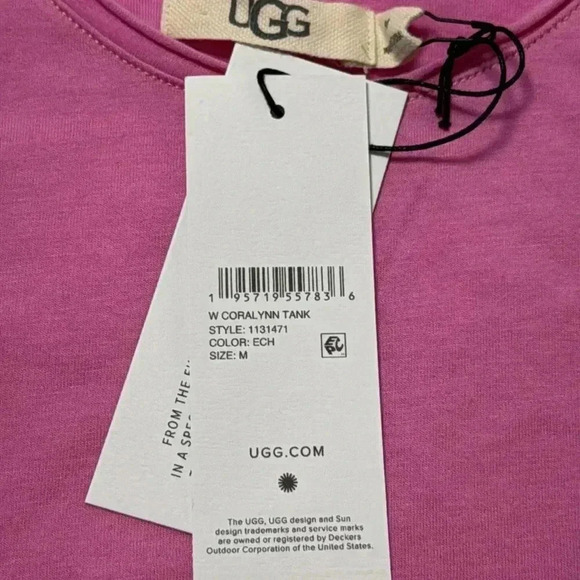 UGG
1 95719 55783 6
W CORALYNN TANK
STYLE: 1131471
COLOR: ECH
SIZE: M
FROM THE
IN A
UGG.COM
The UGG, UGG design and Sun
design trademarks and service marks
are owned or registered by Deckers
Outdoor Corporation of the United States.